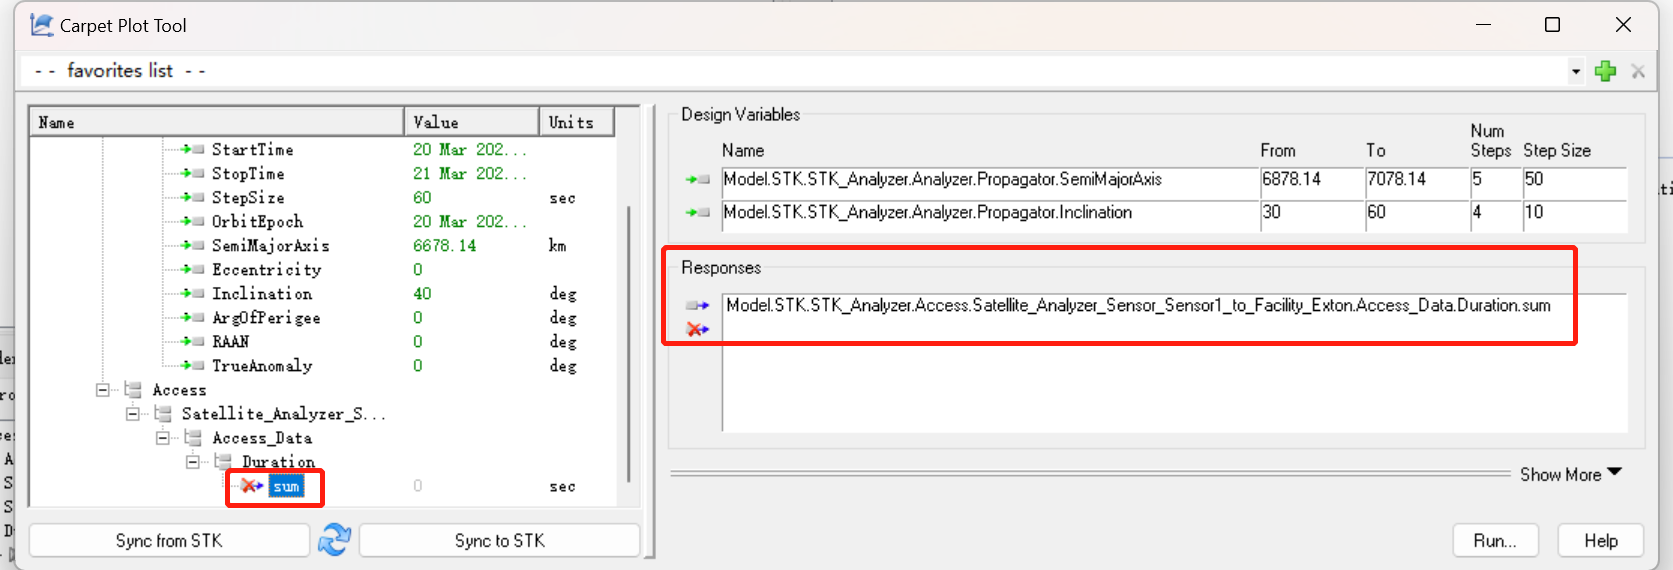 Carpet Plot Tool
- - favorites list - -
Name Value Units
StartTime 20 Mar 202...
StopTime 21 Mar 202...
StepSize 60 sec
OrbitEpoch 20 Mar 202...
SemiMajorAxis 6678.14 km
Eccentricity 0
Inclination 40 deg
ArgOfPerigee 0 deg
RAAN 0 deg
TrueAnomaly 0 deg
Access
Satellite_Analyzer_S...
Access_Data
Duration
sum 0 sec
Sync from STK
Sync to STK
Design Variables
Name From To Num Steps Step Size
Model.STK.STK_Analyzer.Analyzer.Propagator.SemiMajorAxis 6878.14 7078.14 5 50
Model.STK.STK_Analyzer.Analyzer.Propagator.Inclination 30 60 4 10
Responses
Model.STK.STK_Analyzer.Access.Satellite_Analyzer_Sensor_Sensor1_to_Facility_Exton.Access_Data.Duration.sum
Show More
Run...
Help